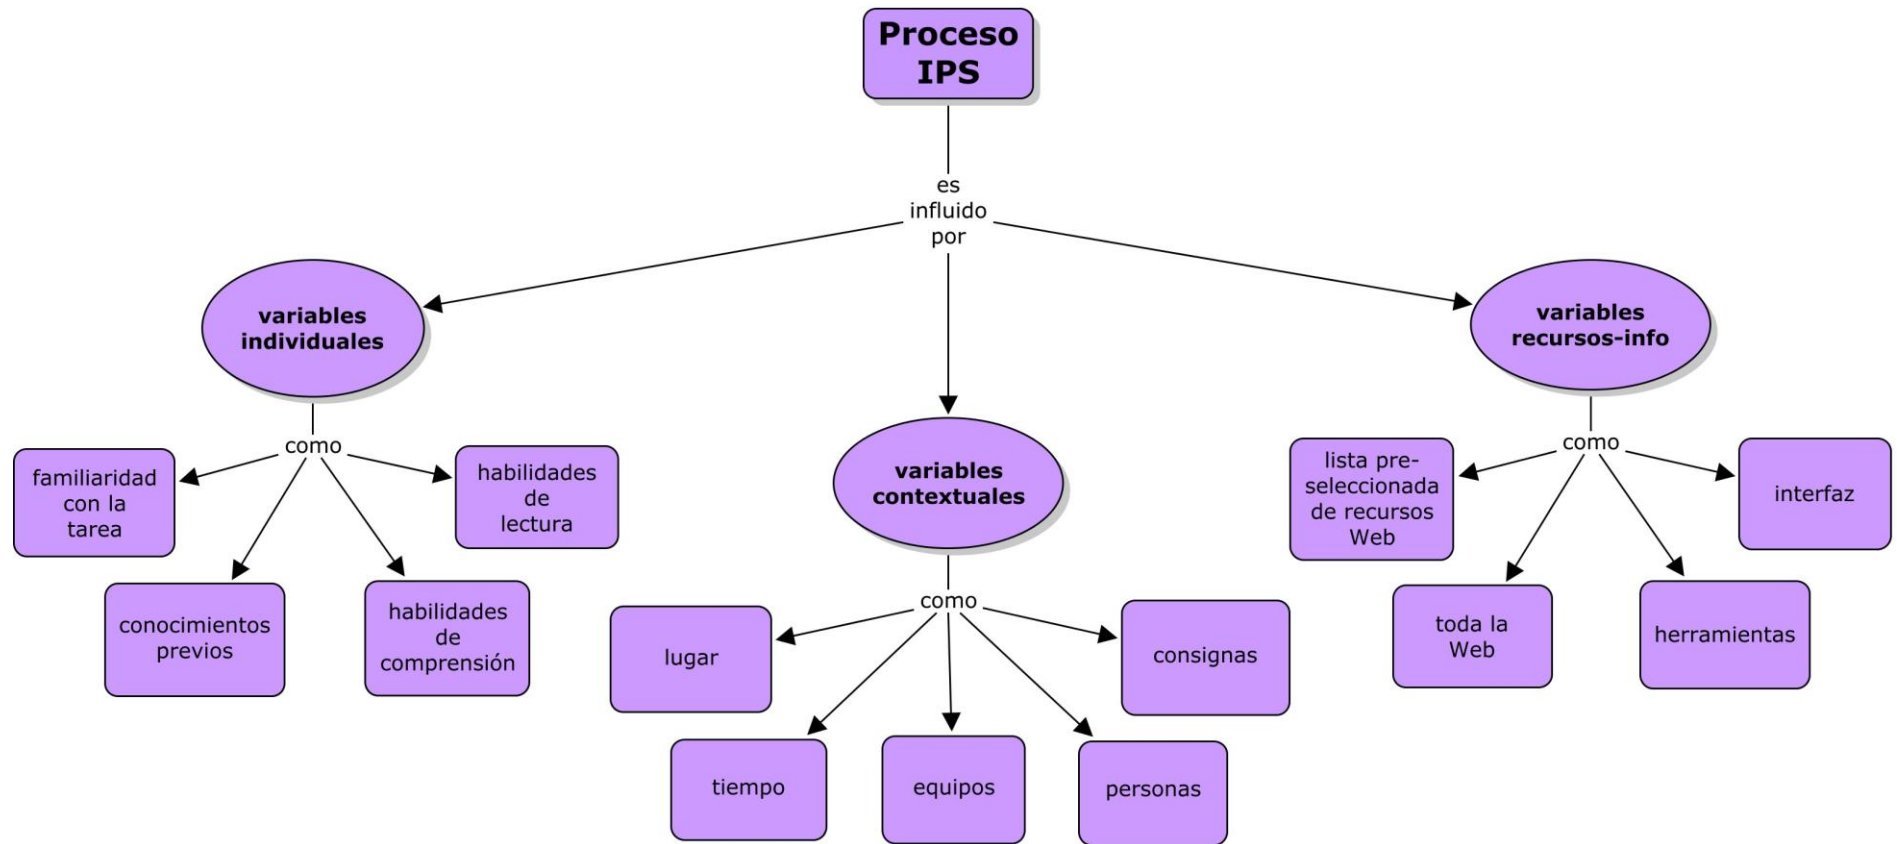 Proceso
IPS
es
influido
por
variables
individuales
como
familiaridad
con la
tarea
conocimientos
previos
habilidades
de
comprensión
habilidades
de
lectura
variables
contextuales
como
lugar
tiempo
equipos
personas
consignas
variables
recursos-info
como
lista pre-
seleccionada
de recursos
Web
toda la
Web
herramientas
interfaz